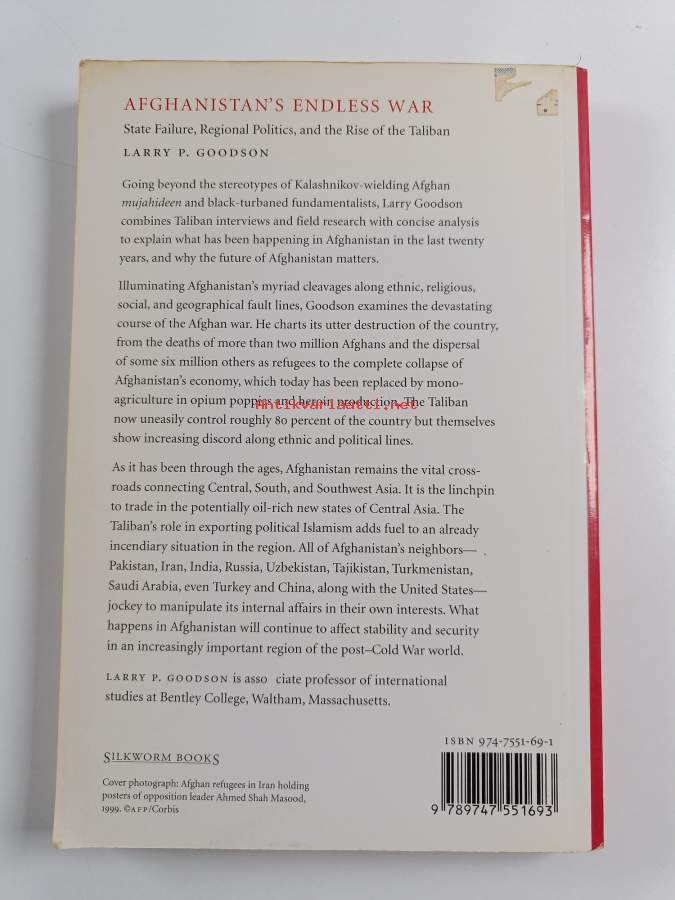 AFGHANISTAN'S ENDLESS WAR
State Failure, Regional Politics, and the Rise of the Taliban
LARRY P. GOODSON
Going beyond the stereotypes of Kalashnikov-wielding Afghan
mujahideen and black-turbaned fundamentalists, Larry Goodson
combines Taliban interviews and field research with concise analysis
to explain what has been happening in Afghanistan in the last twenty
years, and why the future of Afghanistan matters.
Illuminating Afghanistan's myriad cleavages along ethnic, religious,
social, and geographical fault lines, Goodson examines the devastating
course of the Afghan war. He charts its utter destruction of the country,
from the deaths of more than two million Afghans and the dispersal
of some six million others as refugees to the complete collapse of
Afghanistan's economy, which today has been replaced by mono-
agriculture in opium poppies and heroin production. The Taliban
Antikvariaatti.net
now uneasily control roughly 80 percent of the country but themselves
show increasing discord along ethnic and political lines.
As it has been through the ages, Afghanistan remains the vital cross-
roads connecting Central, South, and Southwest Asia. It is the linchpin
to trade in the potentially oil-rich new states of Central Asia. The
Taliban's role in exporting political Islamism adds fuel to an already
incendiary situation in the region. All of Afghanistan's neighbors—
Pakistan, Iran, India, Russia, Uzbekistan, Tajikistan, Turkmenistan,
Saudi Arabia, even Turkey and China, along with the United States—
jockey to manipulate its internal affairs in their own interests. What
happens in Afghanistan will continue to affect stability and security
in an increasingly important region of the post–Cold War world.
LARRY P. GOODSON is asso ciate professor of international
studies at Bentley College, Waltham, Massachusetts.
ISBN 974-7551-69-1
SILKWORM BOOKS
Cover photograph: Afghan refugees in Iran holding
posters of opposition leader Ahmed Shah Masood,
1999. ©AFP/Corbis
9 789747 551693